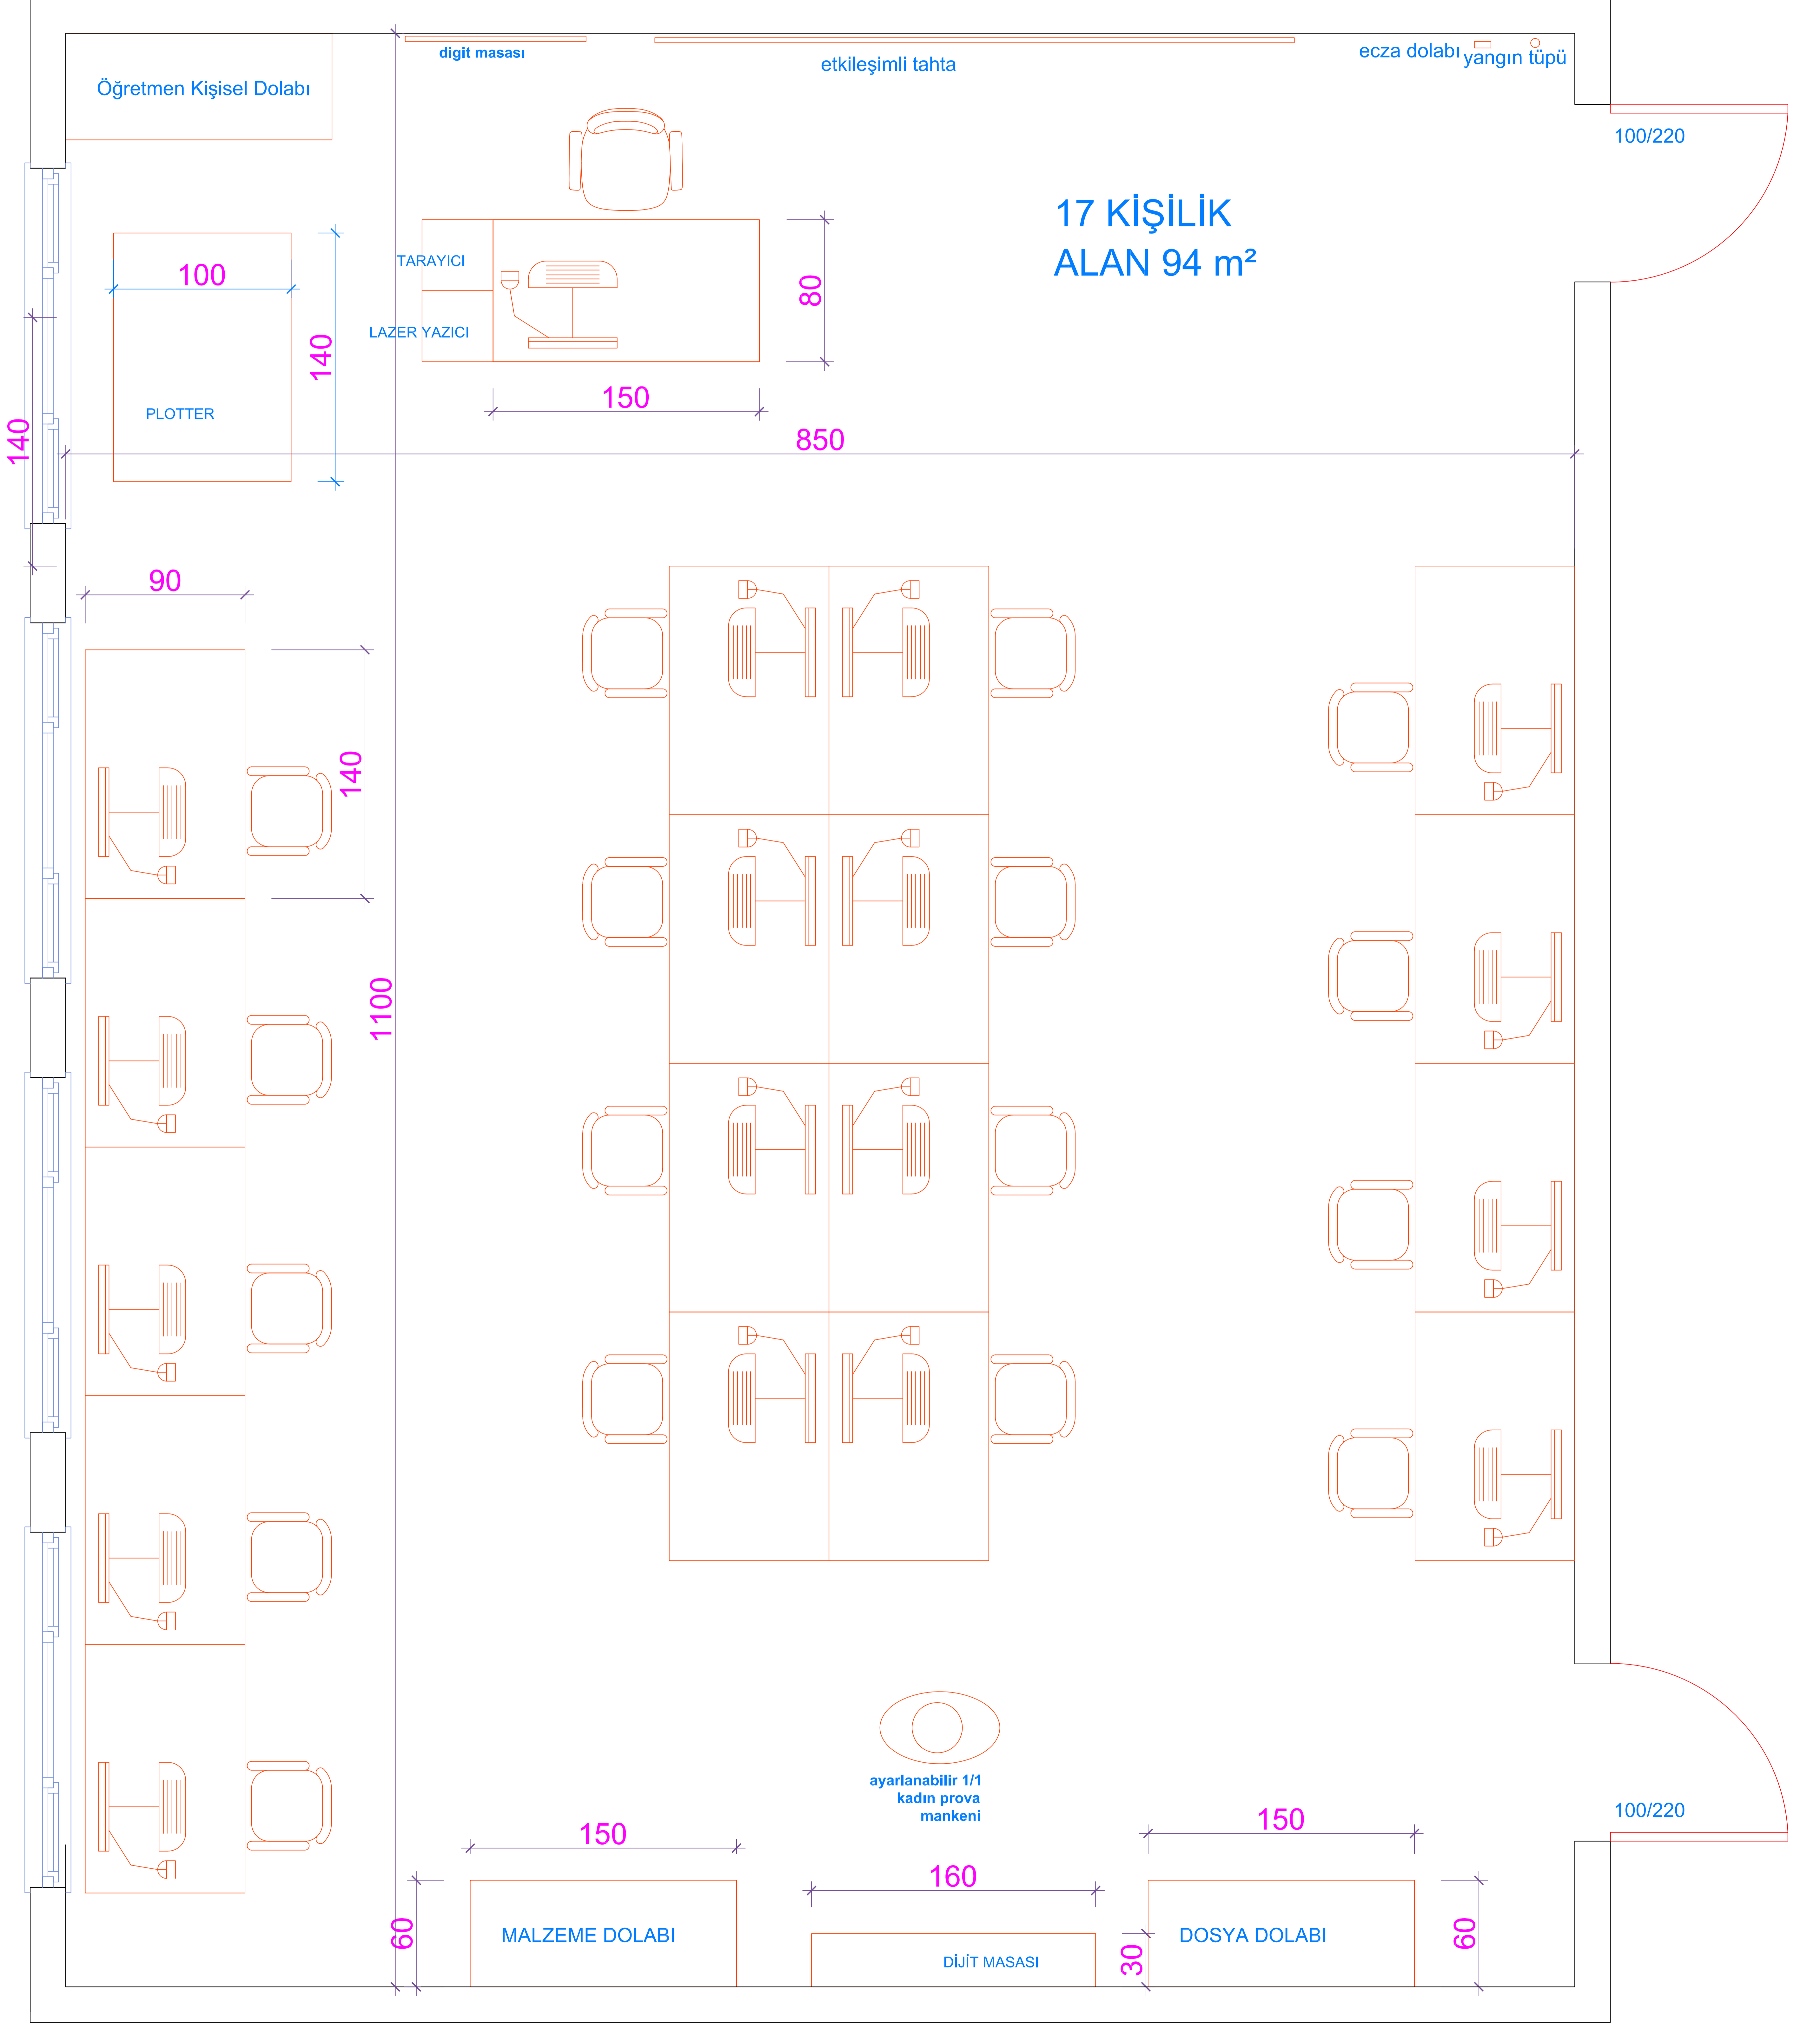 digit masası
etkileşimli tahta
ecza dolabı
yangın tüpü
Öğretmen Kişisel Dolabı
100/220
17 KİŞİLİK
ALAN 94 m²
TARAYICI
LAZER YAZICI
100
140
80
150
PLOTTER
140
850
90
140
1100
ayarlanabilir 1/1
kadın prova
mankeni
100/220
150
160
150
60
MALZEME DOLABI
DİJİT MASASI
30
DOSYA DOLABI
60